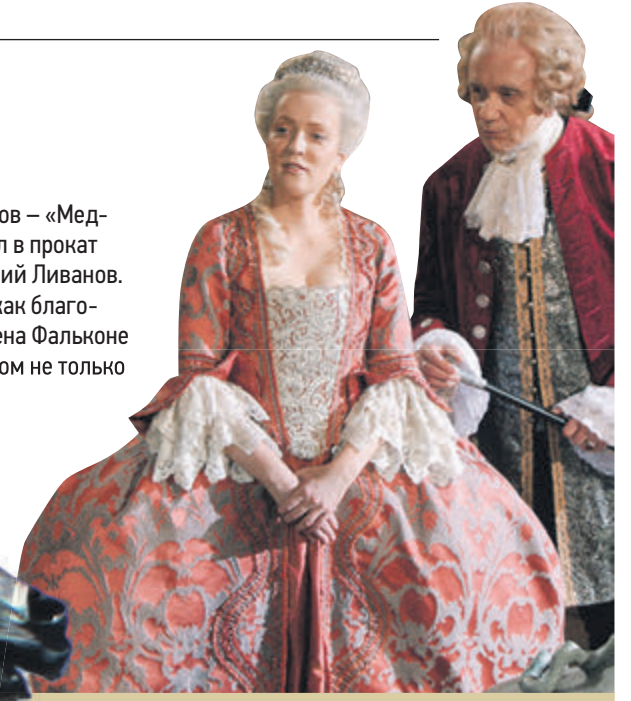 ов – «Мед-
л в прокат
ий Ливанов.
как благо-
ена Фальконе
ом не только